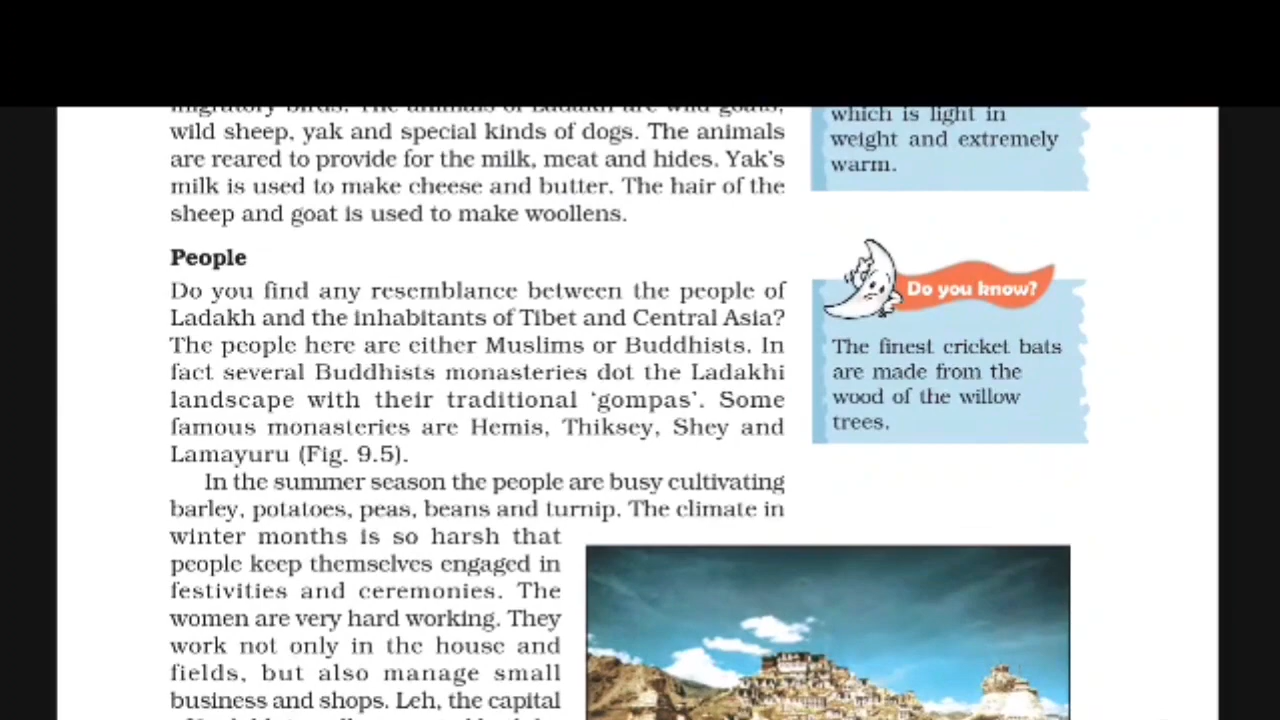 migratory birds. The animals of Ladakh are wild goats,
wild sheep, yak and special kinds of dogs. The animals
are reared to provide for the milk, meat and hides. Yak's
milk is used to make cheese and butter. The hair of the
sheep and goat is used to make woollens.
which is light in
weight and extremely
warm.
People
Do you find any resemblance between the people of
Ladakh and the inhabitants of Tibet and Central Asia?
The people here are either Muslims or Buddhists. In
fact several Buddhists monasteries dot the Ladakhi
landscape with their traditional ‘gompas’. Some
famous monasteries are Hemis, Thiksey, Shey and
Lamayuru (Fig. 9.5).
In the summer season the people are busy cultivating
barley, potatoes, peas, beans and turnip. The climate in
winter months is so harsh that
people keep themselves engaged in
festivities and ceremonies. The
women are very hard working. They
work not only in the house and
fields, but also manage small
business and shops. Leh, the capital
Do you know?
The finest cricket bats
are made from the
wood of the willow
trees.